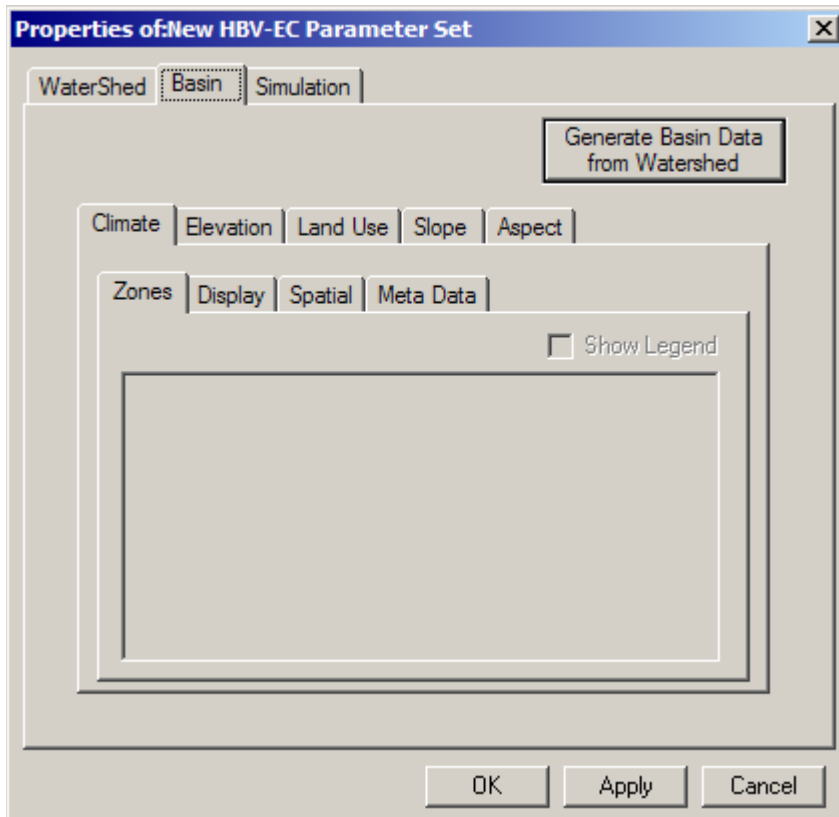 Properties of:New HBV-EC Parameter Set
WaterShed Basin Simulation
Generate Basin Data
from Watershed
Climate Elevation Land Use Slope Aspect
Zones Display Spatial Meta Data
Show Legend
OK Apply Cancel